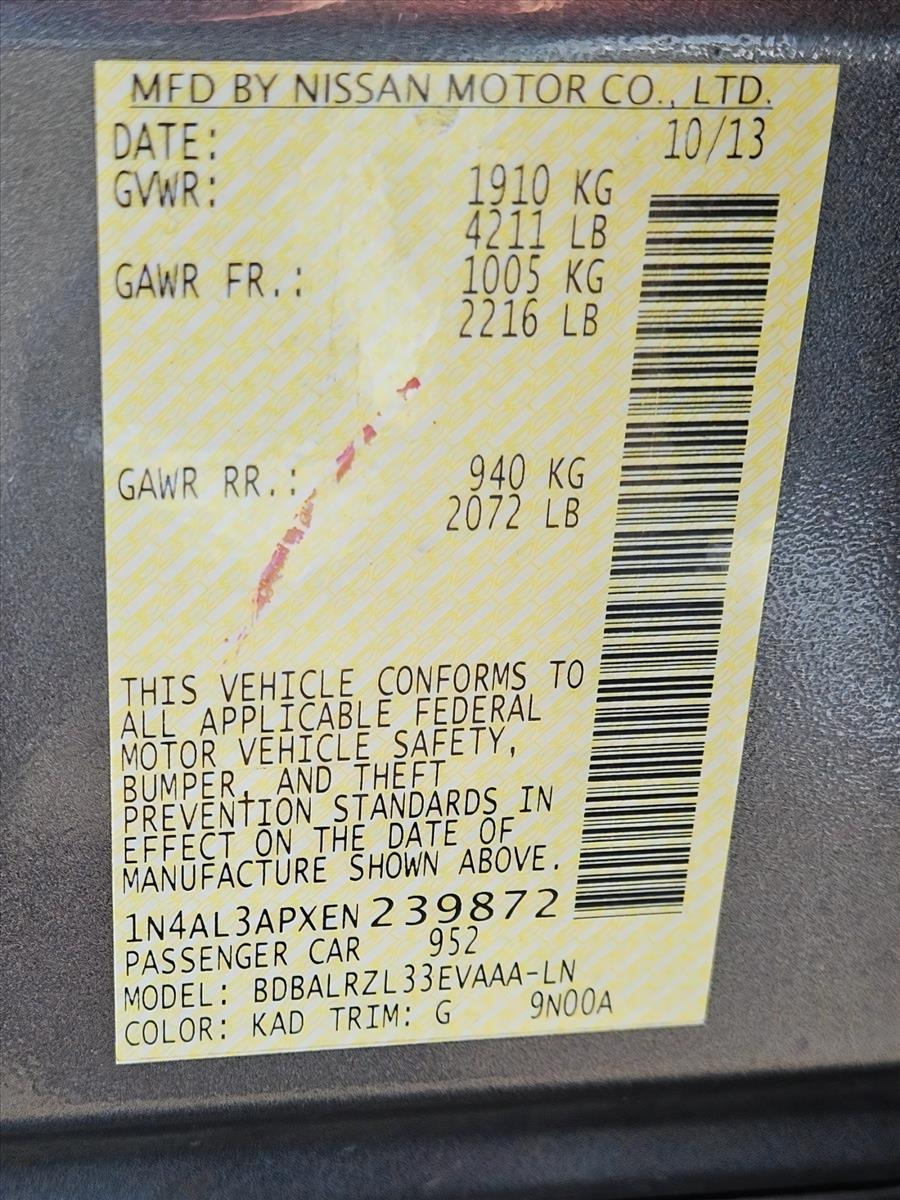 MFD BY NISSAN MOTOR CO., LTD.
DATE: 10/13
GVWR: 1910 KG
4211 LB
GAWR FR.: 1005 KG
2216 LB
GAWR RR.: 940 KG
2072 LB
THIS VEHICLE CONFORMS TO
ALL APPLICABLE FEDERAL
MOTOR VEHICLE SAFETY,
BUMPER, AND THEFT
PREVENTION STANDARDS IN
EFFECT ON THE DATE OF
MANUFACTURE SHOWN ABOVE.
1N4AL3APXEN 239872
PASSENGER CAR 952
MODEL: BDBALRZL33EVAAA-LN
COLOR: KAD TRIM: G 9N00A